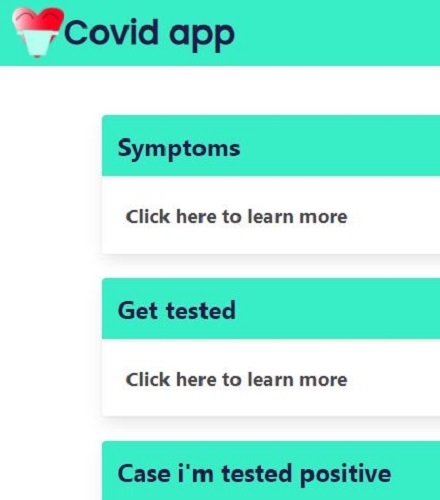 Covid app
Symptoms
Click here to learn more
Get tested
Click here to learn more
Case i'm tested positive